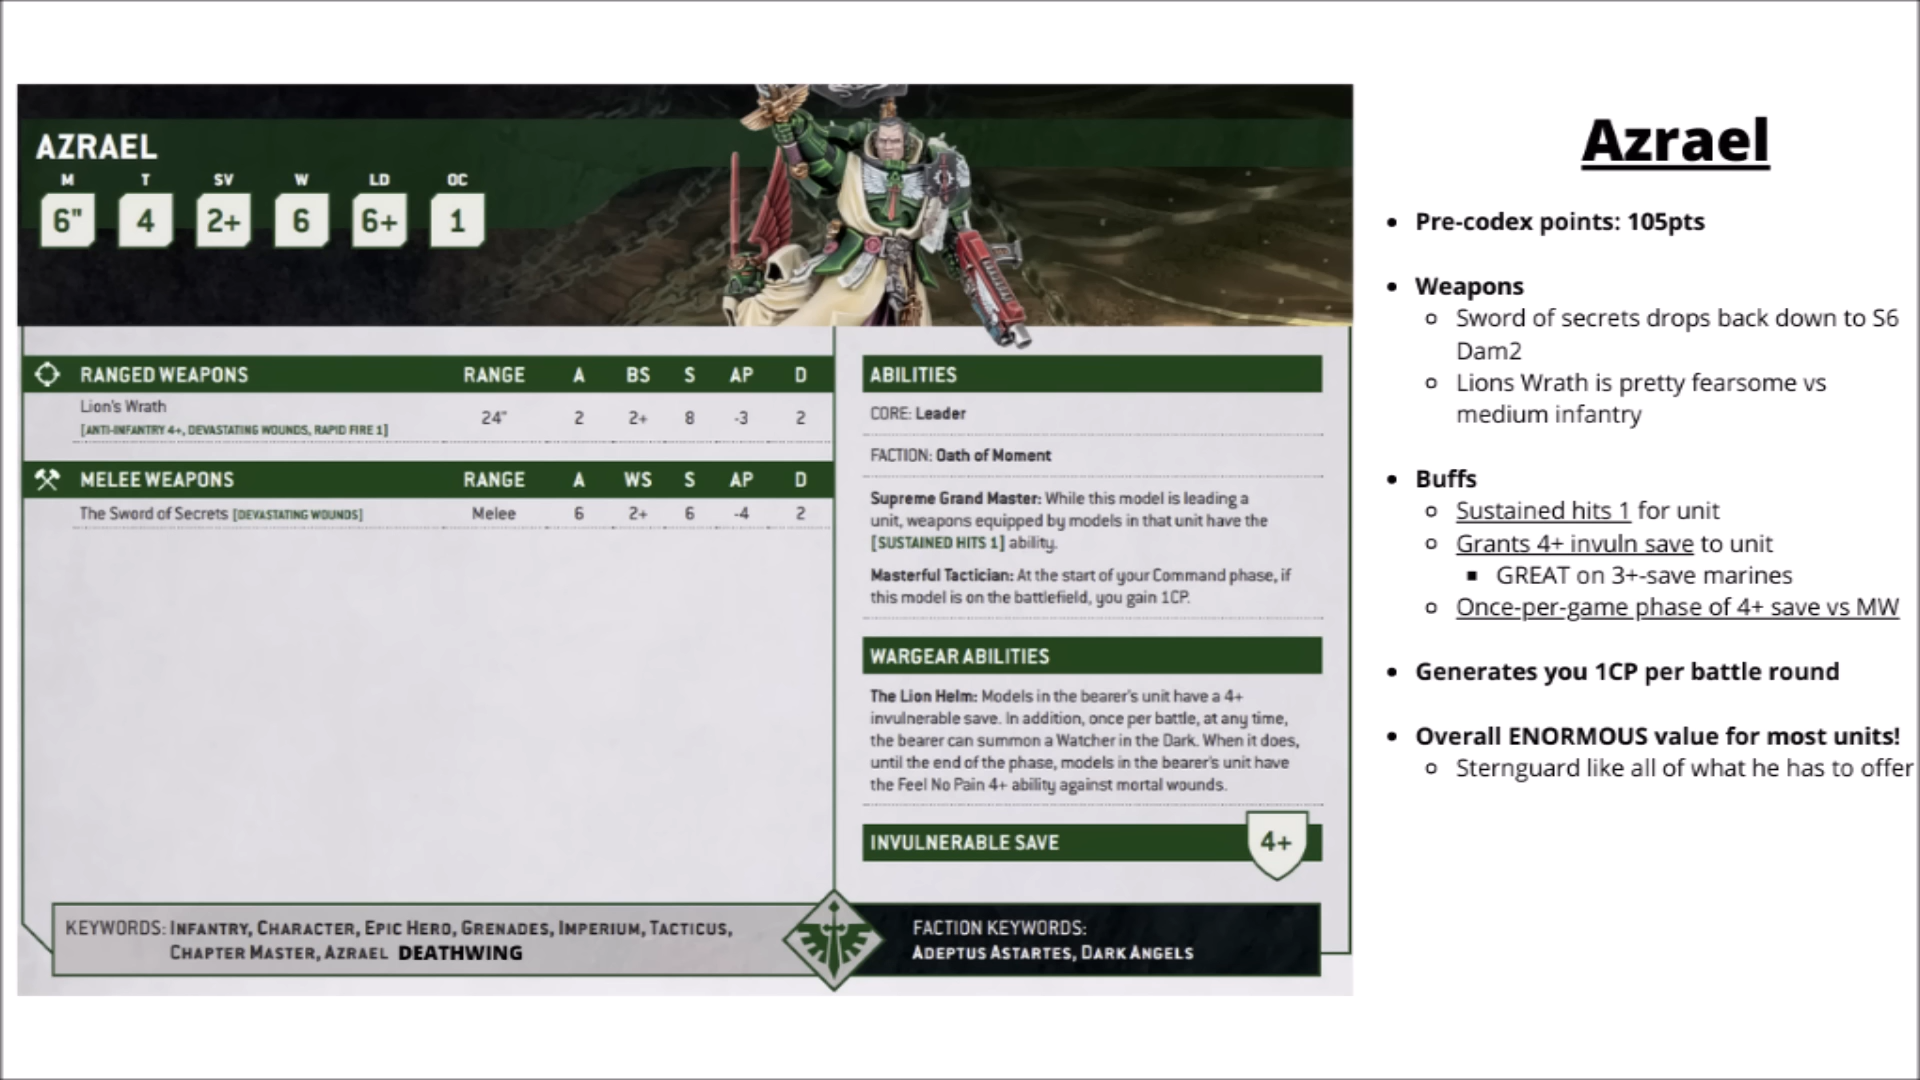 AZRAEL
M T SV W LD OC
6" 4 2+ 6 6+ 1
RANGED WEAPONS RANGE A BS S AP D
Lion's Wrath
[ANTI-INFANTRY 4+, DEVASTATING WOUNDS, RAPID FIRE 1] 24" 2 2+ 8 -3 2
MELEE WEAPONS RANGE A WS S AP D
The Sword of Secrets [DEVASTATING WOUNDS] Melee 6 2+ 6 -4 2
ABILITIES
CORE: Leader
FACTION: Oath of Moment
Supreme Grand Master: While this model is leading a
unit, weapons equipped by models in that unit have the
[SUSTAINED HITS 1] ability.
Masterful Tactician: At the start of your Command phase, if
this model is on the battlefield, you gain 1CP.
WARGEAR ABILITIES
The Lion Helm: Models in the bearer's unit have a 4+
invulnerable save. In addition, once per battle, at any time,
the bearer can summon a Watcher in the Dark. When it does,
until the end of the phase, models in the bearer's unit have
the Feel No Pain 4+ ability against mortal wounds.
INVULNERABLE SAVE 4+
KEYWORDS: INFANTRY, CHARACTER, EPIC HERO, GRENADES, IMPERIUM, TACTICUS,
CHAPTER MASTER, AZRAEL DEATHWING
FACTION KEYWORDS:
ADEPTUS ASTARTES, DARK ANGELS
Azrael
• Pre-codex points: 105pts
• Weapons
○ Sword of secrets drops back down to S6
Dam2
○ Lions Wrath is pretty fearsome vs
medium infantry
• Buffs
○ Sustained hits 1 for unit
○ Grants 4+ invuln save to unit
■ GREAT on 3+-save marines
○ Once-per-game phase of 4+ save vs MW
• Generates you 1CP per battle round
• Overall ENORMOUS value for most units!
○ Sternguard like all of what he has to offer